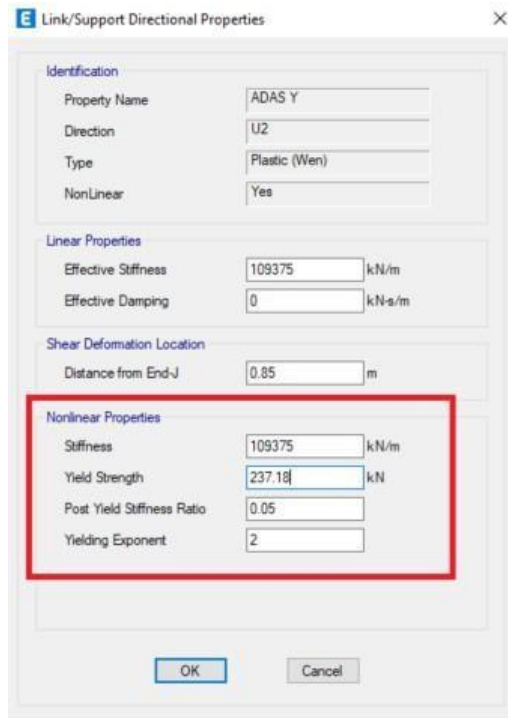 E Link/Support Directional Properties
Identification
Property Name ADAS Y
Direction U2
Type Plastic (Wen)
NonLinear Yes
Linear Properties
Effective Stiffness 109375 kN/m
Effective Damping 0 kN-s/m
Shear Deformation Location
Distance from End-J 0.85 m
Nonlinear Properties
Stiffness 109375 kN/m
Yield Strength 237.18 kN
Post Yield Stiffness Ratio 0.05
Yielding Exponent 2
OK Cancel